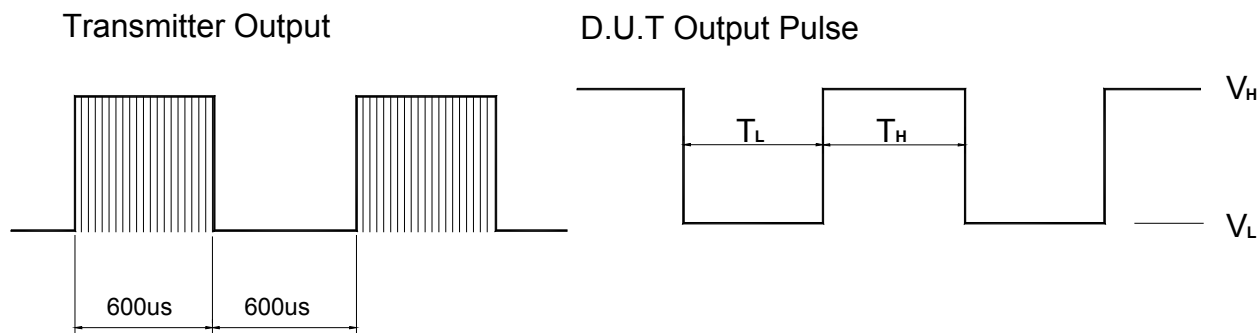 Transmitter Output
D.U.T Output Pulse
VH
TL TH
VL
600us 600us